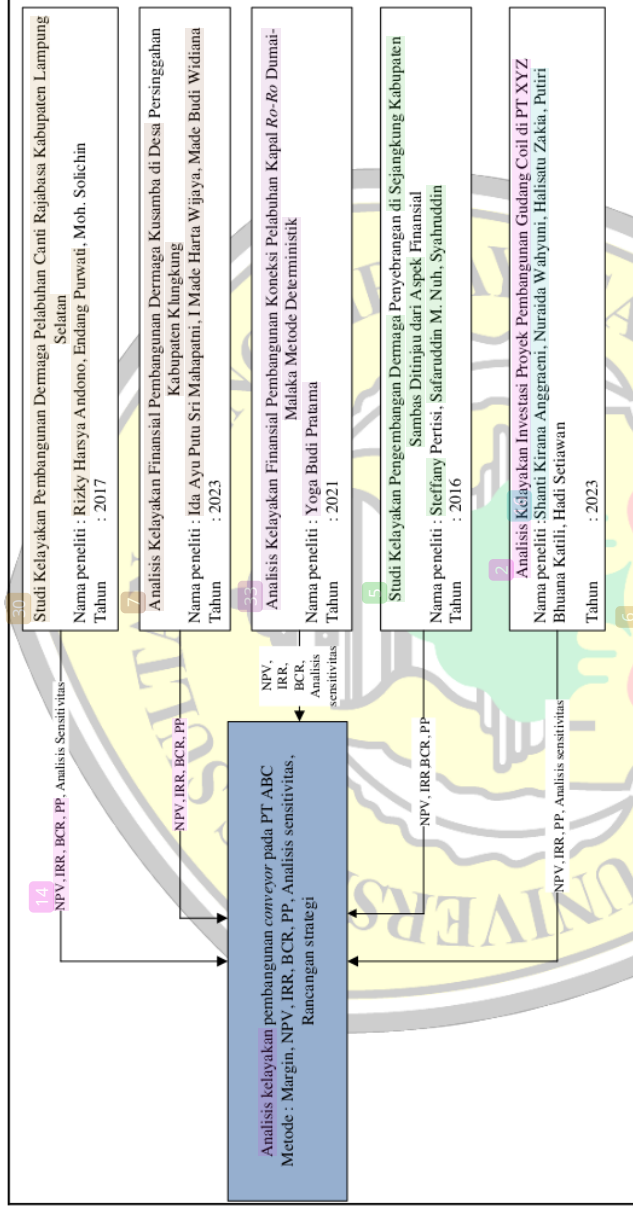 30
Studi Kelayakan Pembangunan Dermaga Pelabuhan Canti Rajabasa Kabupaten Lampung
Selatan
Nama peneliti : Rizky Harsya Andono, Endang Purwati, Moh. Solichin
Tahun : 2017
7
Analisis Kelayakan Finansial Pembangunan Dermaga Kusamba di Desa Persinggahan
Kabupaten Klungkung
Nama peneliti : Ida Ayu Putu Sri Mahapatni, I Made Harta Wijaya, Made Budi Widiana
Tahun : 2023
33
Analisis Kelayakan Finansial Pembangunan Koneksi Pelabuhan Kapal Ro-Ro Dumai-
Malaka Metode Deterministik
Nama peneliti : Yoga Budi Pratama
Tahun : 2021
5
Studi Kelayakan Pengembangan Dermaga Penyebrangan di Sejangkung Kabupaten
Sambas Ditinjau dari Aspek Finansial
Nama peneliti : Steffany Pertisi, Safaruddin M. Nuh, Syahruddin
Tahun : 2016
2
Analisis Kelayakan Investasi Proyek Pembangunan Gudang Coil di PT XYZ
Nama peneliti :Shanti Kirana Anggraeni, Nuraida Wahyuni, Halisatu Zakia, Putiri
Bhuana Katili, Hadi Setiawan
Tahun : 2023
6
14
NPV, IRR, BCR, PP, Analisis Sensitivitas
NPV, IRR, BCR, PP
NPV,
IRR,
BCR,
Analisis
sensitivitas
NPV, IRR,BCR, PP
NPV, IRR, PP, Analisis sensitivitas
Analisis kelayakan pembangunan conveyor pada PT ABC
Metode : Margin, NPV, IRR, BCR, PP, Analisis sensitivitas,
Rancangan strategi